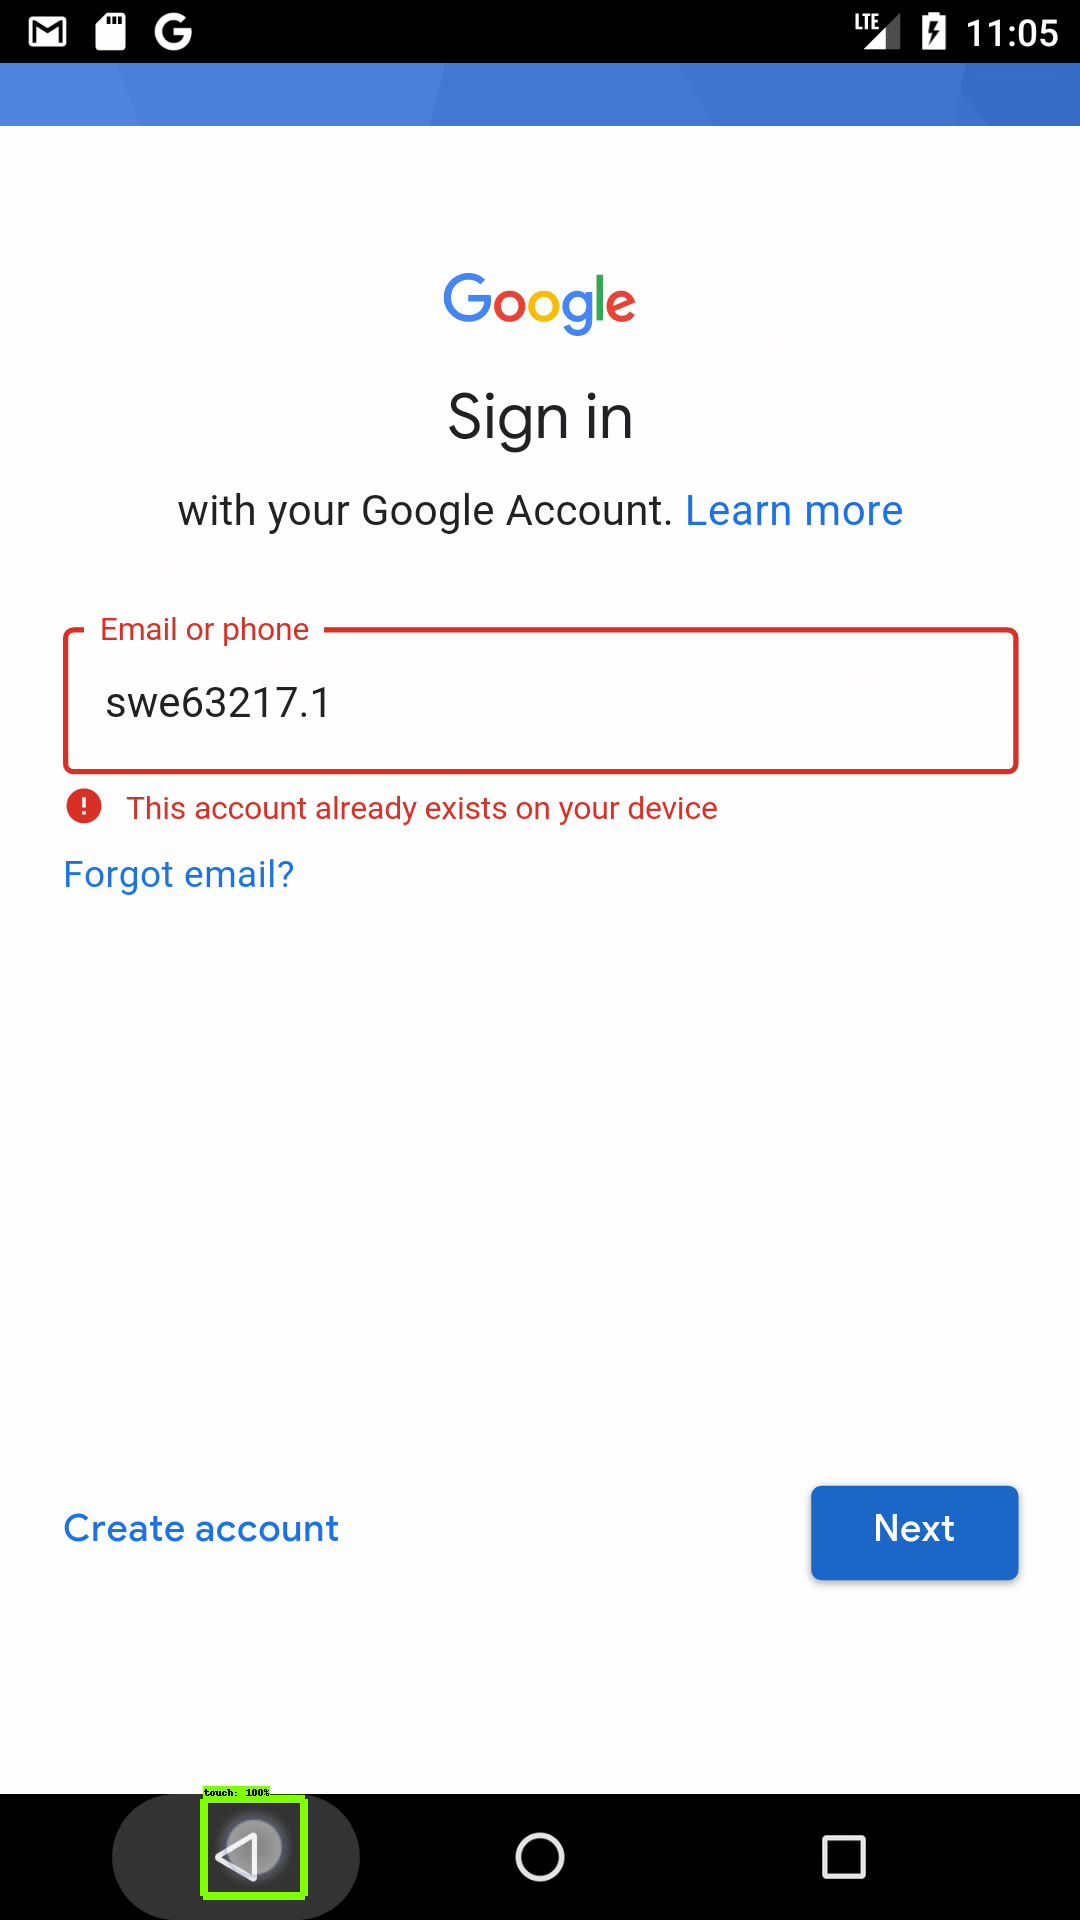 LTE 11:05
Google
Sign in
with your Google Account. Learn more
Email or phone
swe63217.1
This account already exists on your device
Forgot email?
Create account Next
touch: 100%